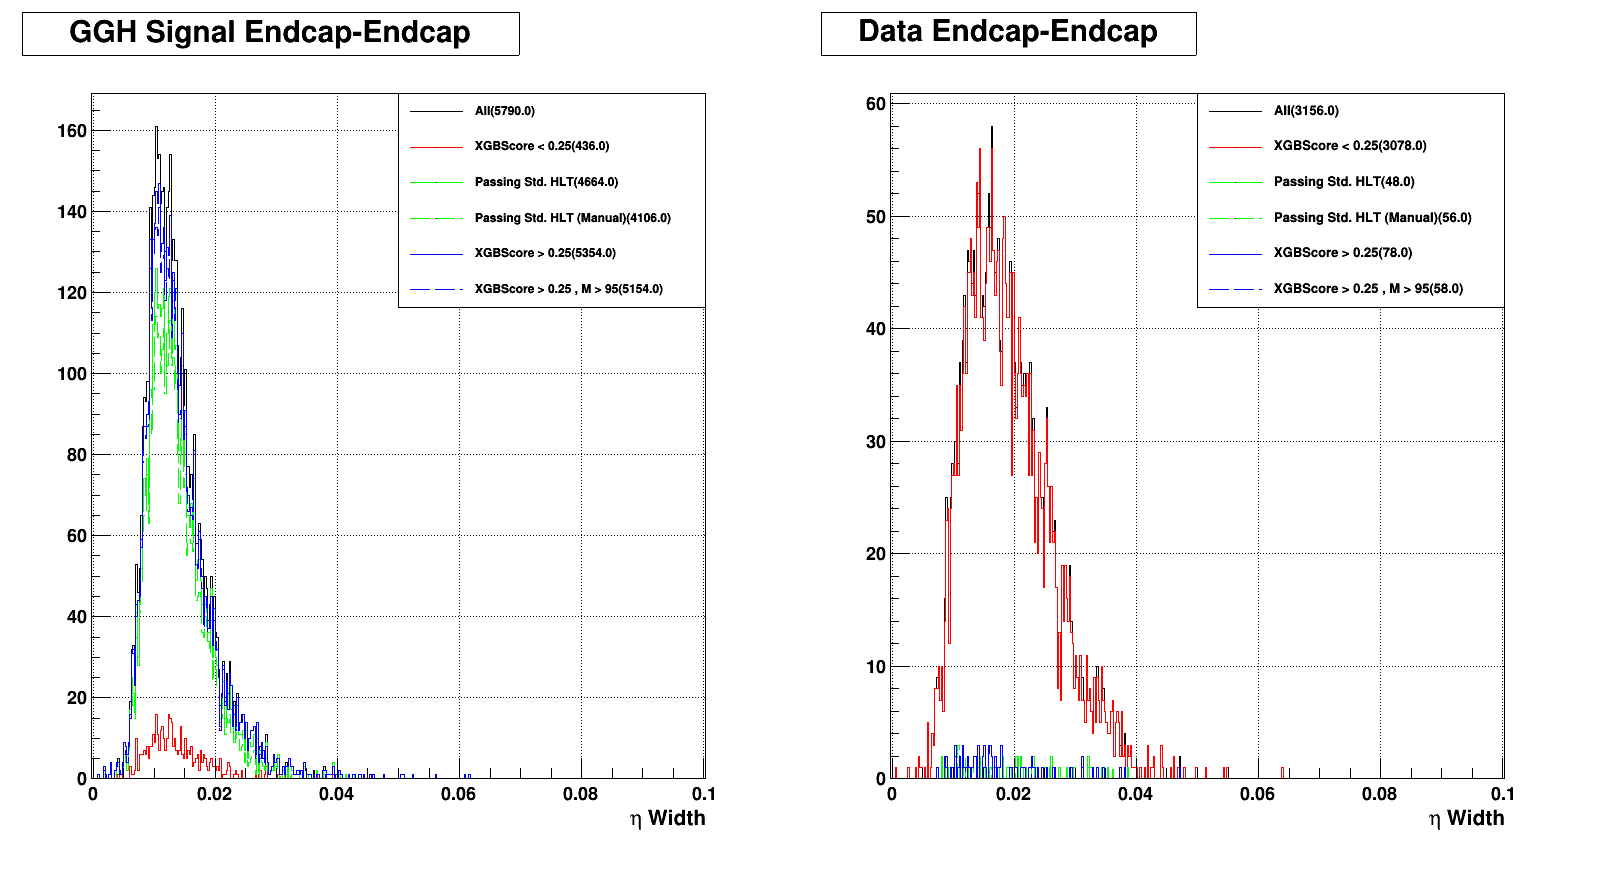 GGH Signal Endcap-Endcap
All(5790.0)
XGBScore < 0.25(436.0)
Passing Std. HLT(4664.0)
Passing Std. HLT (Manual)(4106.0)
XGBScore > 0.25(5354.0)
XGBScore > 0.25 , M > 95(5154.0)
160
140
120
100
80
60
40
20
0
0 0.02 0.04 0.06 0.08 0.1
η Width
Data Endcap-Endcap
All(3156.0)
XGBScore < 0.25(3078.0)
Passing Std. HLT(48.0)
Passing Std. HLT (Manual)(56.0)
XGBScore > 0.25(78.0)
XGBScore > 0.25 , M > 95(58.0)
60
50
40
30
20
10
0
0 0.02 0.04 0.06 0.08 0.1
η Width